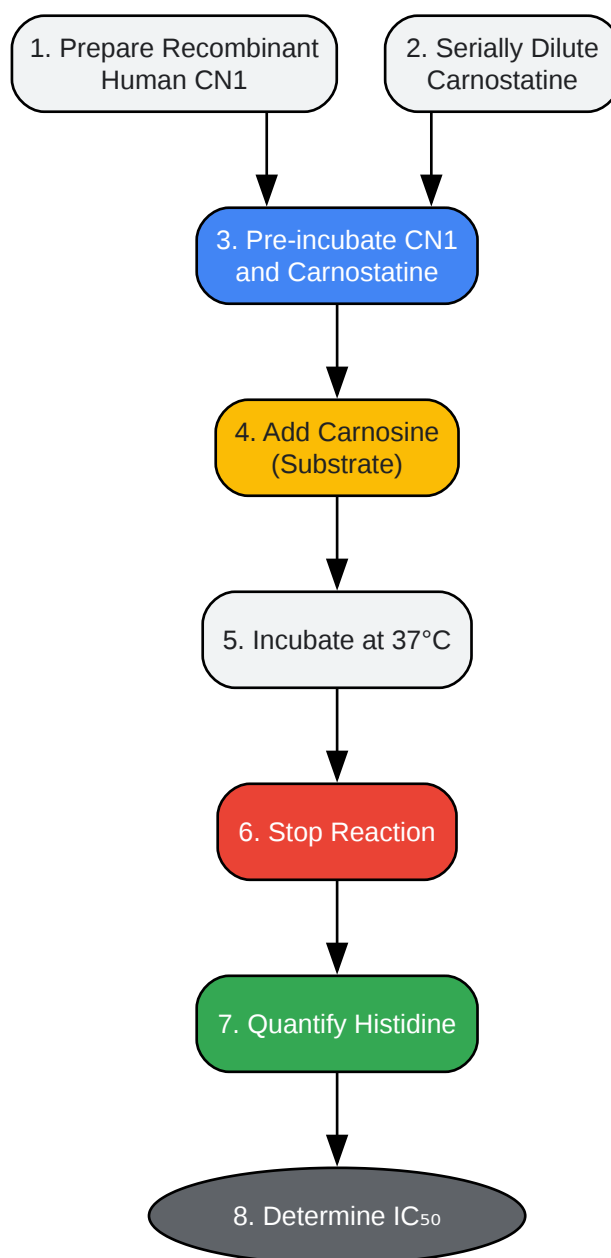 1. Prepare Recombinant
Human CN1
2. Serially Dilute
Carnostatine
3. Pre-incubate CN1
and Carnostatine
4. Add Carnosine
(Substrate)
5. Incubate at 37°C
6. Stop Reaction
7. Quantify Histidine
8. Determine IC₅₀